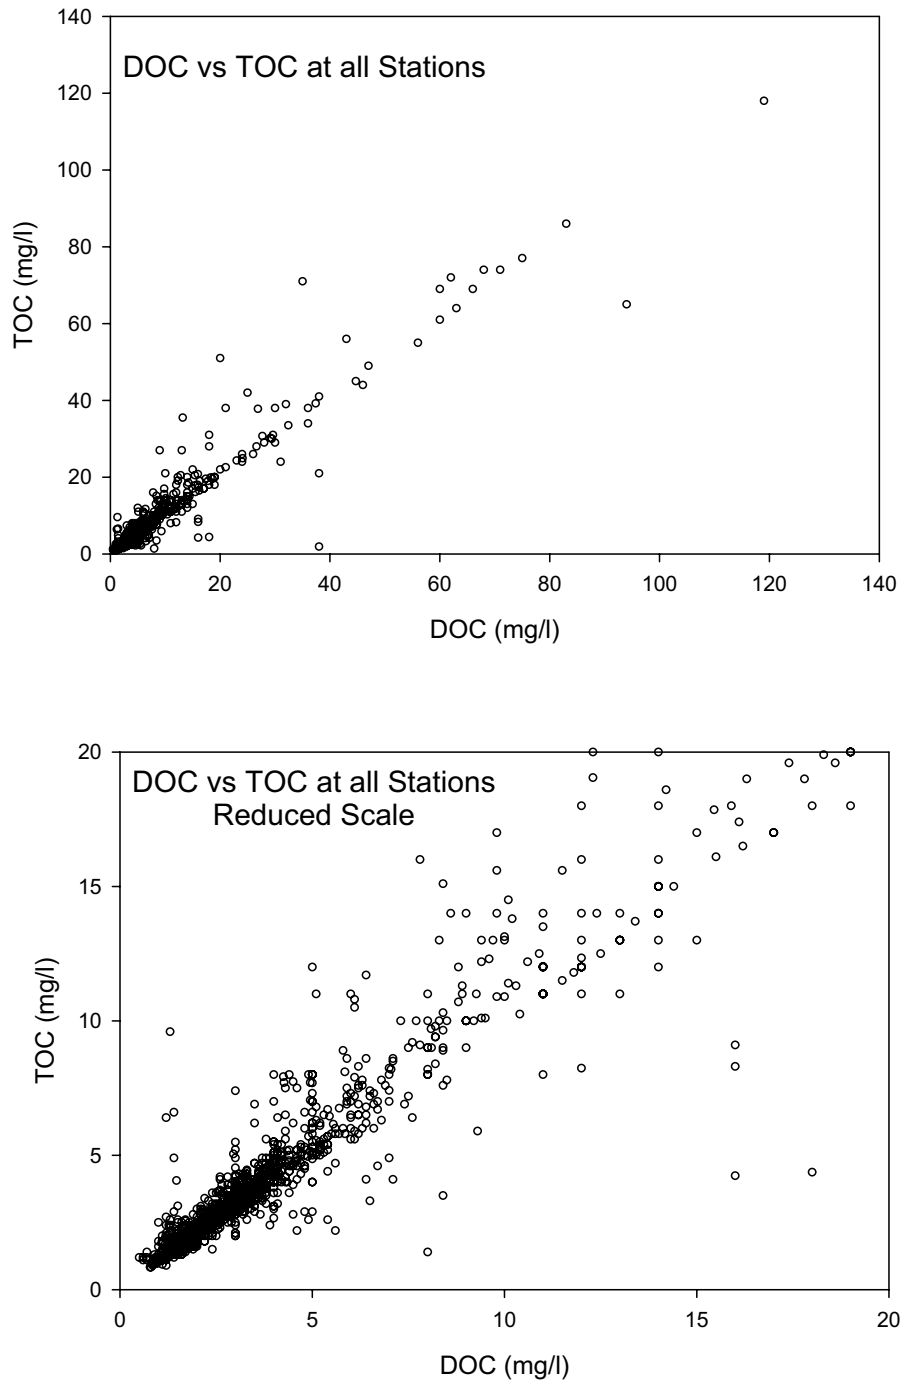 140
DOC vs TOC at all Stations
120
100
80
60
40
20
0
TOC (mg/l)
0 20 40 60 80 100 120 140
DOC (mg/l)
20
DOC vs TOC at all Stations
Reduced Scale
15
10
5
0
TOC (mg/l)
0 5 10 15 20
DOC (mg/l)